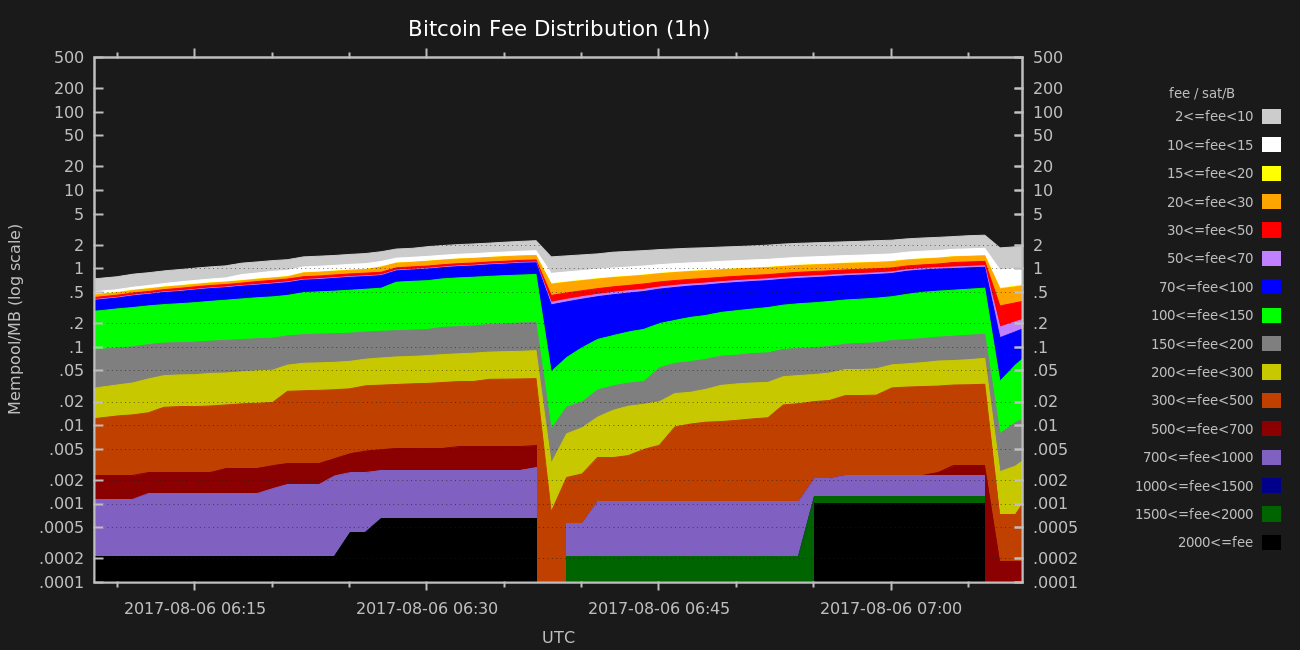 Bitcoin Fee Distribution (1h)
Mempool/MB (log scale)
500
200
100
50
20
10
5
2
1
.5
.2
.1
.05
.02
.01
.005
.002
.001
.0005
.0002
.0001
500
200
100
50
20
10
5
2
1
.5
.2
.1
.05
.02
.01
.005
.002
.001
.0005
.0002
.0001
2017-08-06 06:15 2017-08-06 06:30 2017-08-06 06:45 2017-08-06 07:00
UTC
fee / sat/B
2<=fee<10
10<=fee<15
15<=fee<20
20<=fee<30
30<=fee<50
50<=fee<70
70<=fee<100
100<=fee<150
150<=fee<200
200<=fee<300
300<=fee<500
500<=fee<700
700<=fee<1000
1000<=fee<1500
1500<=fee<2000
2000<=fee